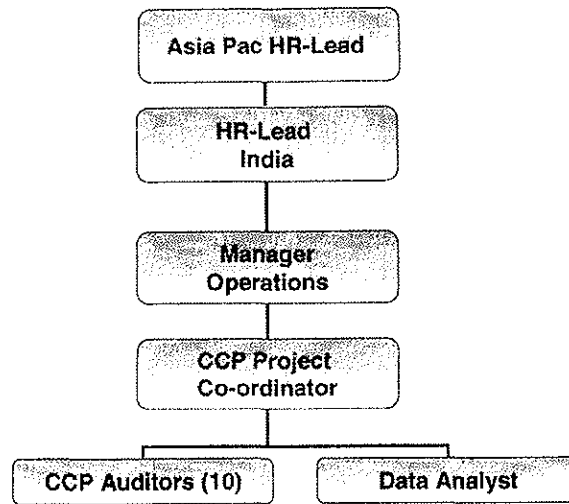 Asia Pac HR-Lead
HR-Lead
India
Manager
Operations
CCP Project
Co-ordinator
CCP Auditors (10)
Data Analyst